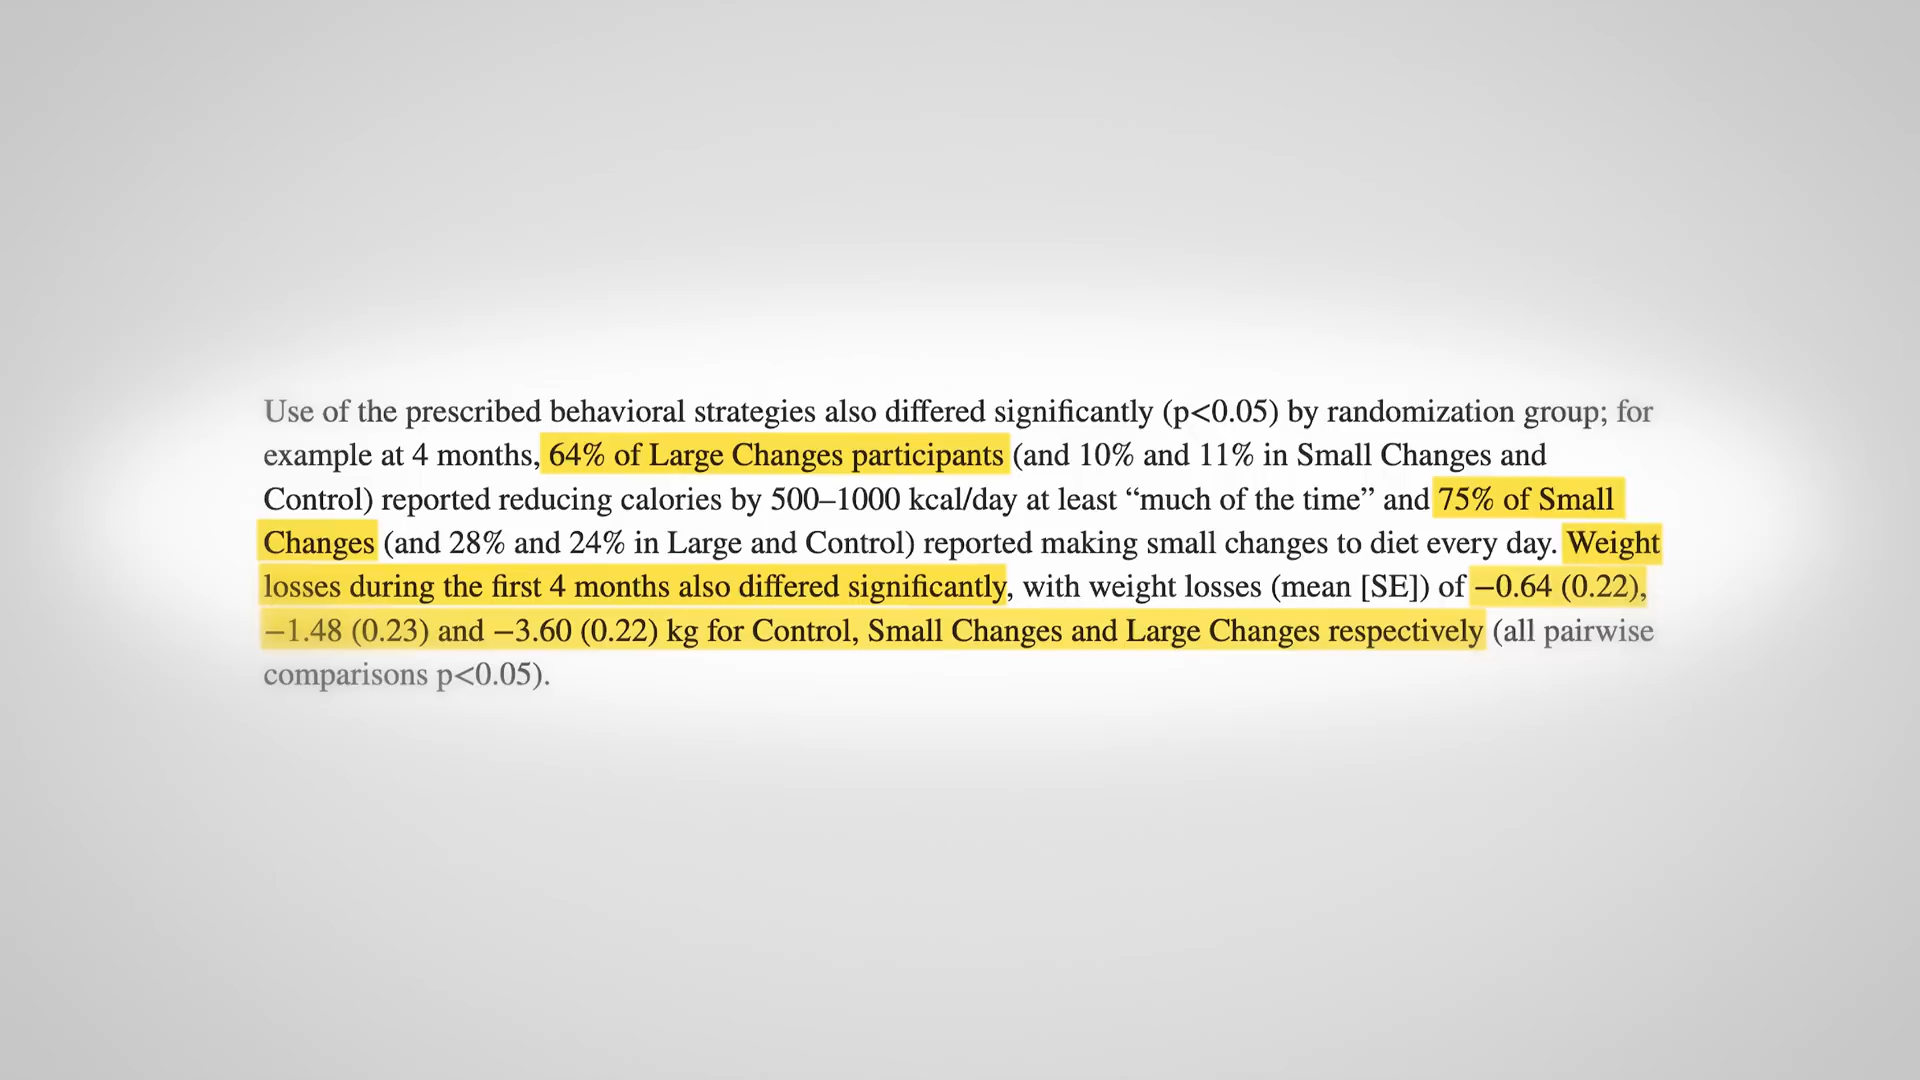 Use of the prescribed behavioral strategies also differed significantly (p<0.05) by randomization group; for
example at 4 months, 64% of Large Changes participants (and 10% and 11% in Small Changes and
Control) reported reducing calories by 500–1000 kcal/day at least “much of the time” and 75% of Small
Changes (and 28% and 24% in Large and Control) reported making small changes to diet every day. Weight
losses during the first 4 months also differed significantly, with weight losses (mean [SE]) of −0.64 (0.22),
−1.48 (0.23) and −3.60 (0.22) kg for Control, Small Changes and Large Changes respectively (all pairwise
comparisons p<0.05).